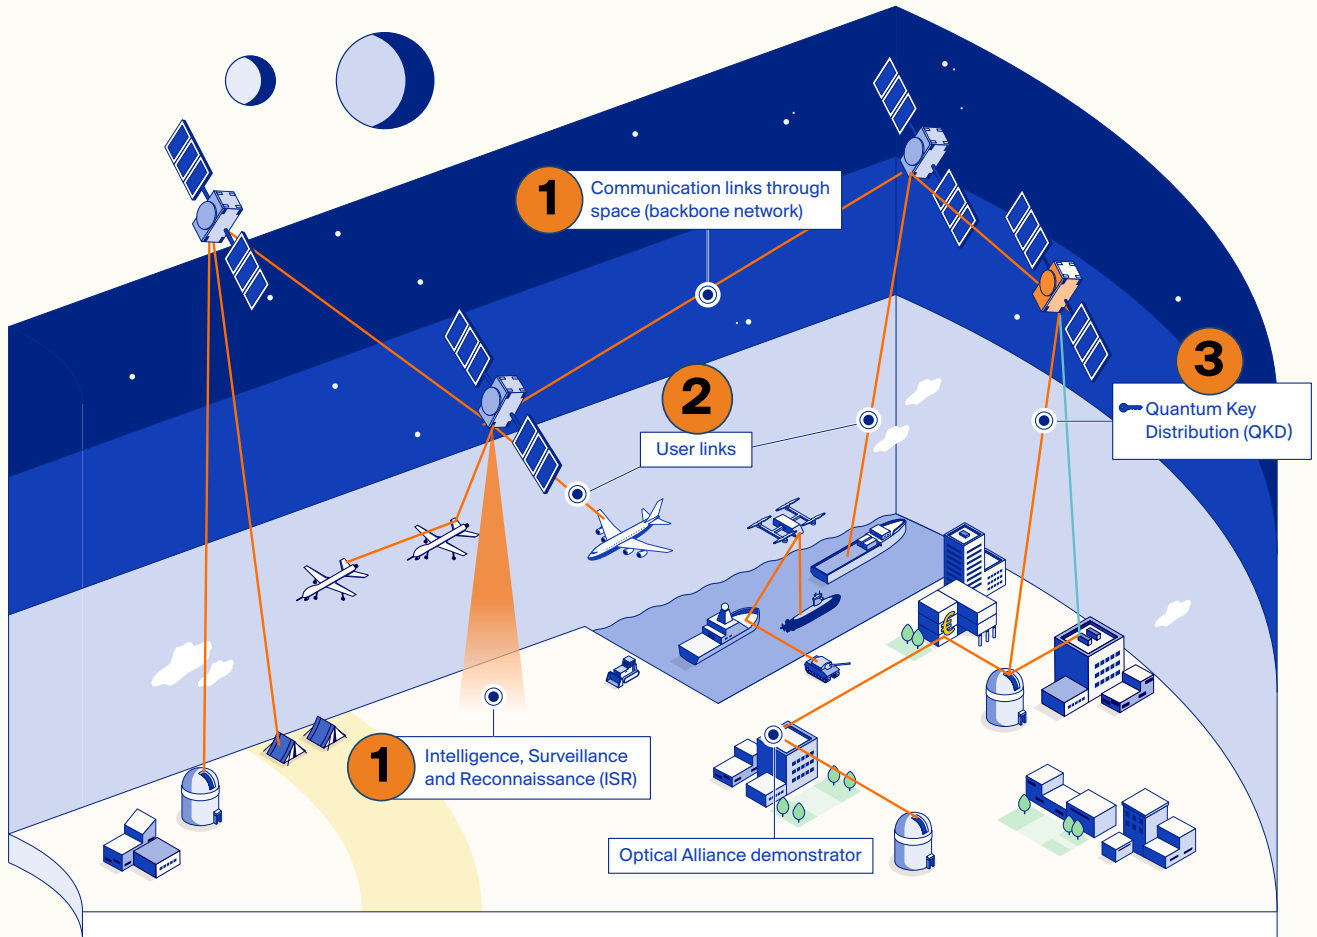 1
Communication links through
space (backbone network)
2
User links
3
Quantum Key
Distribution (QKD)
€
1
Intelligence, Surveillance
and Reconnaissance (ISR)
Optical Alliance demonstrator